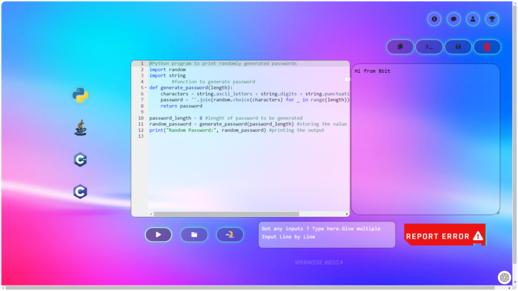 1 #Python program to print randomly generated passwords
2 import random
3 import string
4 #function to generate password
5 def generate_password(length):
6 characters = string.ascii_letters + string.digits + string.punctuati
7 password = ''.join(random.choice(characters) for _ in range(length))
8 return password
9
10 password_length = 8 #lenght of password to be generated
11 random_password = generate_password(password_length) #storing the value
12 print("Random Password:", random_password) #printing the output
13
Hi from 8bit
Got any inputs ? Type here.Give multiple
Input Line by Line
REPORT ERROR